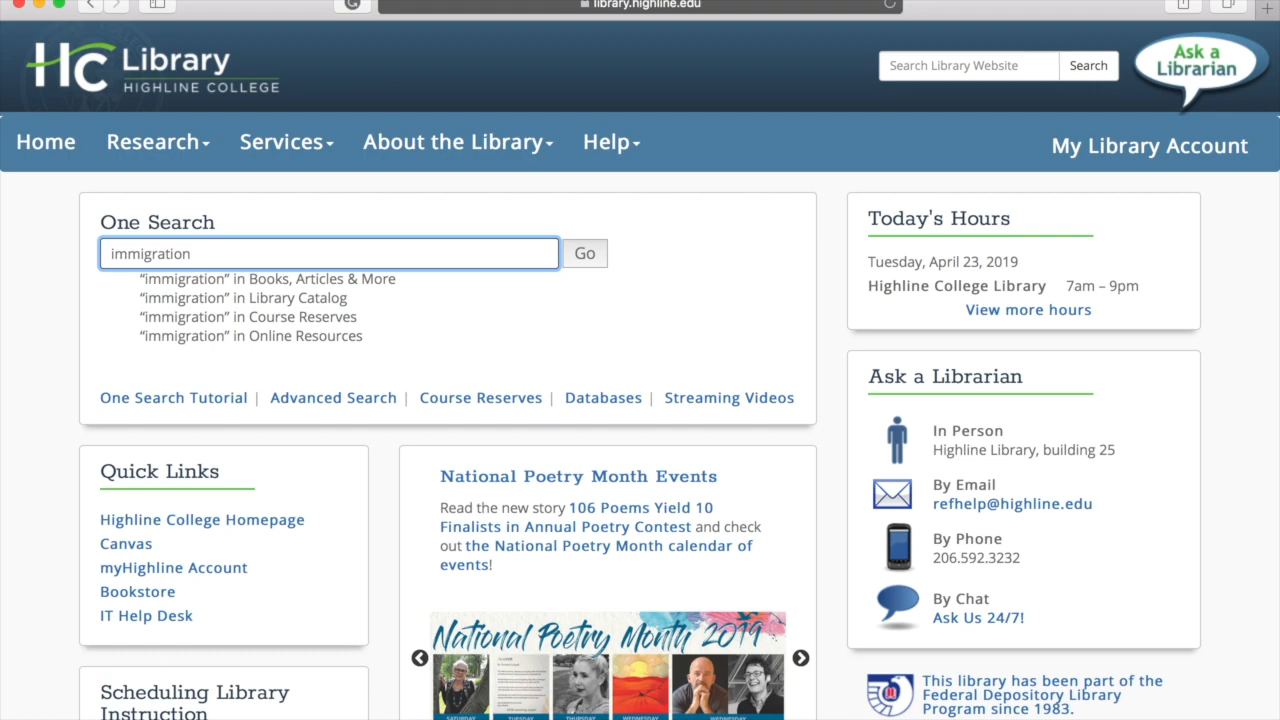 library.highline.edu
HC Library
HIGHLINE COLLEGE
Search Library Website
Search
Ask a
Librarian
Home
Research
Services
About the Library
Help
My Library Account
One Search
immigration
Go
“immigration” in Books, Articles & More
“immigration” in Library Catalog
“immigration” in Course Reserves
“immigration” in Online Resources
One Search Tutorial | Advanced Search | Course Reserves | Databases | Streaming Videos
Today's Hours
Tuesday, April 23, 2019
Highline College Library 7am – 9pm
View more hours
Ask a Librarian
In Person
Highline Library, building 25
By Email
refhelp@highline.edu
By Phone
206.592.3232
By Chat
Ask Us 24/7!
This library has been part of the
Federal Depository Library
Program since 1983.
Quick Links
Highline College Homepage
Canvas
myHighline Account
Bookstore
IT Help Desk
Scheduling Library
Instruction
National Poetry Month Events
Read the new story 106 Poems Yield 10
Finalists in Annual Poetry Contest and check
out the National Poetry Month calendar of
events!
National Poetry Month 2019
SATURDAY
TUESDAY
THURSDAY
WEDNESDAY
WEDNESDAY